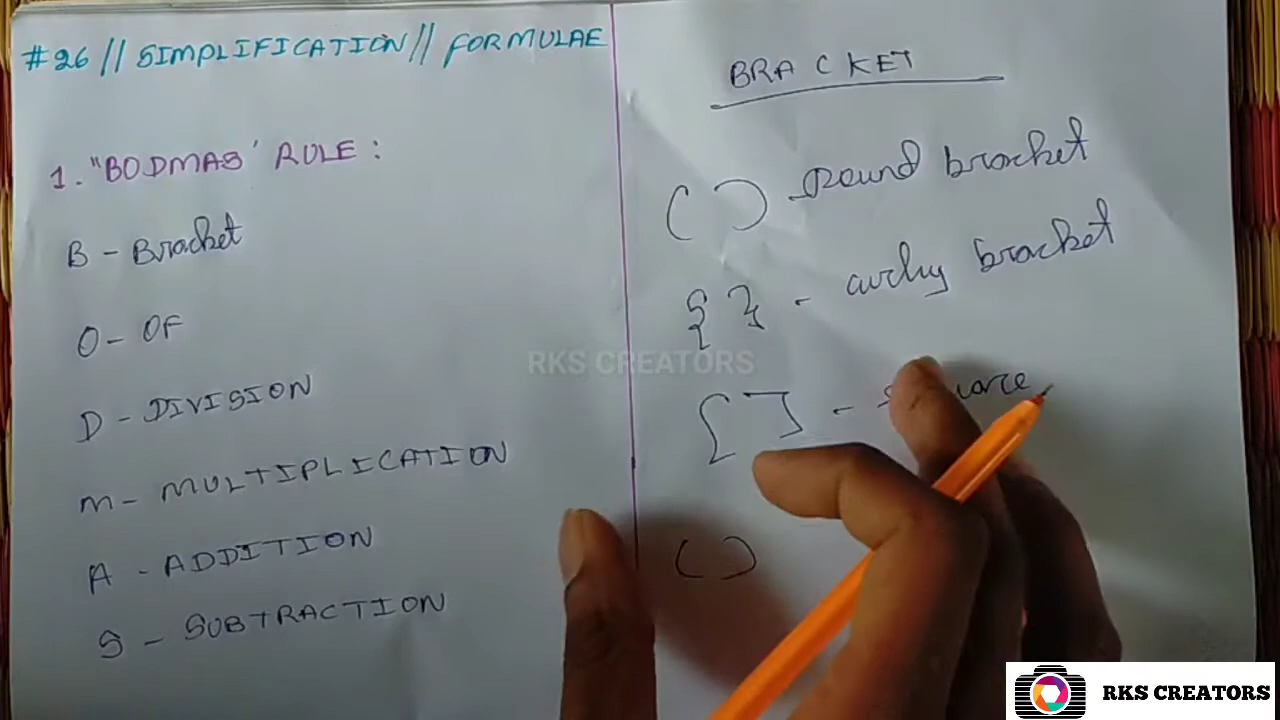 #26 // SIMPLIFICATION // FORMULAE
1. "BODMAS' RULE :
B - Bracket
O - OF
D - DIVISION
M - MULTIPLICATION
A - ADDITION
S - SUBTRACTION
BRACKET
( ) - Round bracket
{ } - curly bracket
[ ] -
( )
RKS CREATORS
RKS CREATORS